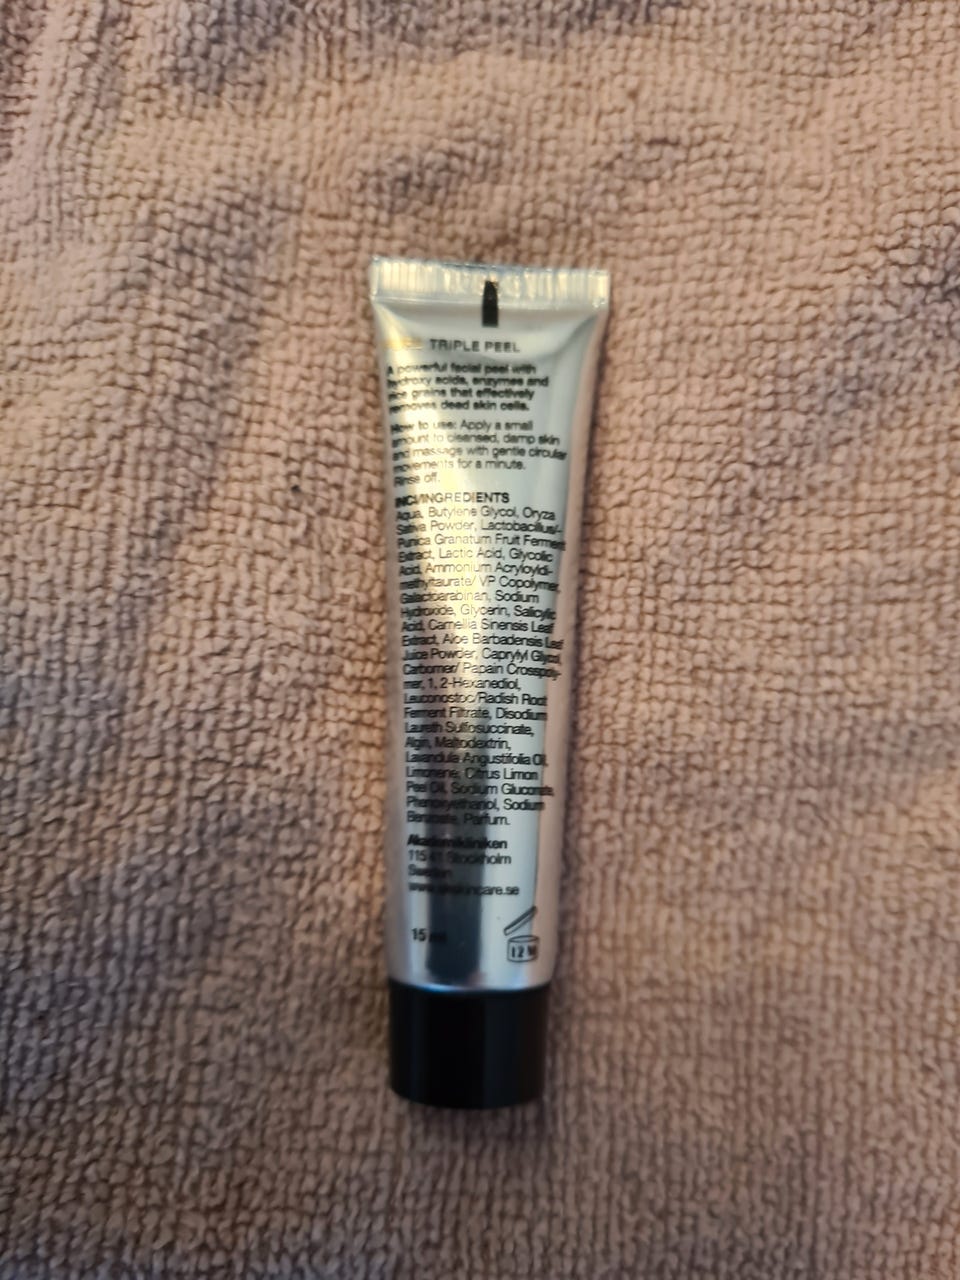 TRIPLE PEEL
A powerful facial peel with
hydroxy acids, enzymes and
rice grains that effectively
removes dead skin cells.
How to use: Apply a small
amount to cleansed, damp skin
and massage with gentle circular
movements for a minute.
Rinse off.
INCI/INGREDIENTS
Aqua, Butylene Glycol, Oryza
Sativa Powder, Lactobacillus/-
Punica Granatum Fruit Ferment
Extract, Lactic Acid, Glycolic
Acid, Ammonium Acryloyldi-
methyltaurate/ VP Copolymer,
Galactoarabinan, Sodium
Hydroxide, Glycerin, Salicylic
Acid, Camellia Sinensis Leaf
Extract, Aloe Barbadensis Leaf
Juice Powder, Caprylyl Glycol,
Carbomer/ Papain Crosspoly-
mer, 1, 2-Hexanediol,
Leuconostoc/Radish Root
Ferment Filtrate, Disodium
Laureth Sulfosuccinate,
Algin, Maltodextrin,
Lavandula Angustifolia Oil,
Limonene, Citrus Limon
Peel Oil, Sodium Gluconate,
Phenoxyethanol, Sodium
Benzoate, Parfum.
Akademikliniken
Stockholm
Sweden
15 ml
12 M